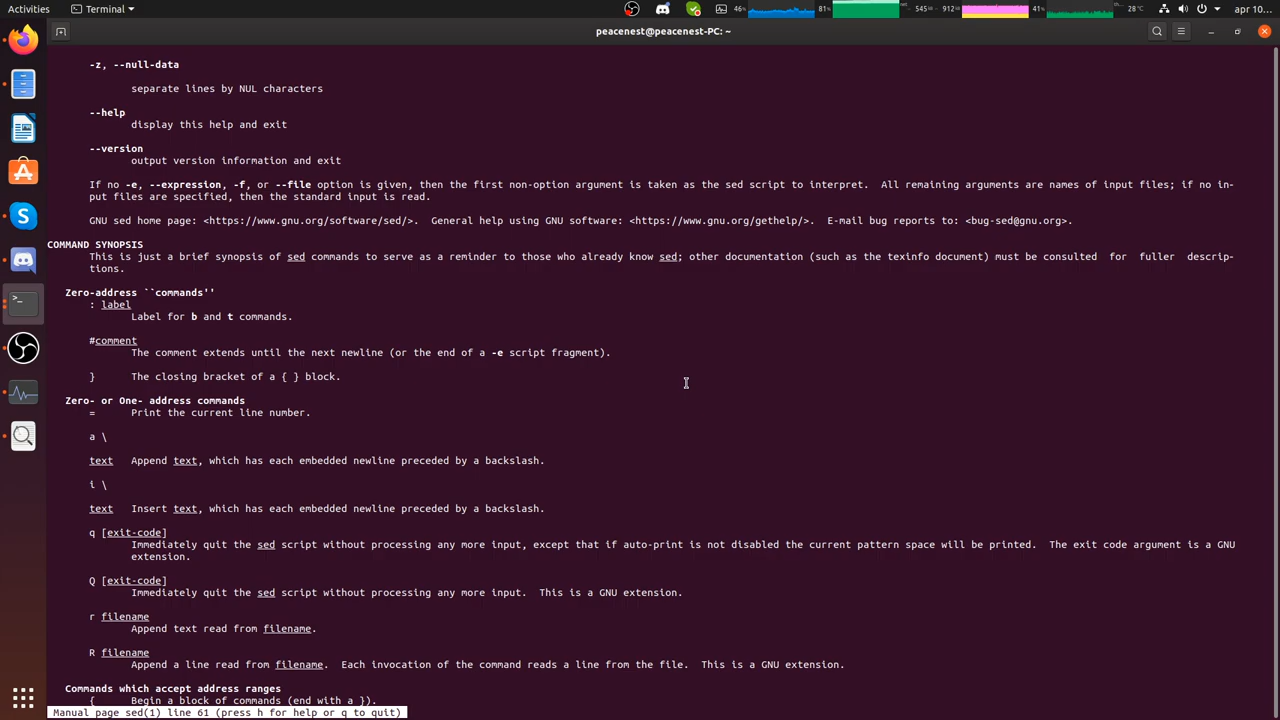 Activities
Terminal
46%
81%
545
912
41%
28°C
apr 10...
peacenest@peacenest-PC: ~
-z, --null-data
separate lines by NUL characters
--help
display this help and exit
--version
output version information and exit
If no -e, --expression, -f, or --file option is given, then the first non-option argument is taken as the sed script to interpret.  All remaining arguments are names of input files; if no in-
put files are specified, then the standard input is read.
GNU sed home page: <https://www.gnu.org/software/sed/>.  General help using GNU software: <https://www.gnu.org/gethelp/>.  E-mail bug reports to: <bug-sed@gnu.org>.
COMMAND SYNOPSIS
This is just a brief synopsis of sed commands to serve as a reminder to those who already know sed; other documentation (such as the texinfo document) must be consulted  for  fuller  descrip-
tions.
Zero-address ``commands''
: label
Label for b and t commands.
#comment
The comment extends until the next newline (or the end of a -e script fragment).
}      The closing bracket of a { } block.
Zero- or One- address commands
=      Print the current line number.
a \
text   Append text, which has each embedded newline preceded by a backslash.
i \
text   Insert text, which has each embedded newline preceded by a backslash.
q [exit-code]
Immediately quit the sed script without processing any more input, except that if auto-print is not disabled the current pattern space will be printed.  The exit code argument is a GNU
extension.
Q [exit-code]
Immediately quit the sed script without processing any more input.  This is a GNU extension.
r filename
Append text read from filename.
R filename
Append a line read from filename.  Each invocation of the command reads a line from the file.  This is a GNU extension.
Commands which accept address ranges
{      Begin a block of commands (end with a }).
Manual page sed(1) line 61 (press h for help or q to quit)